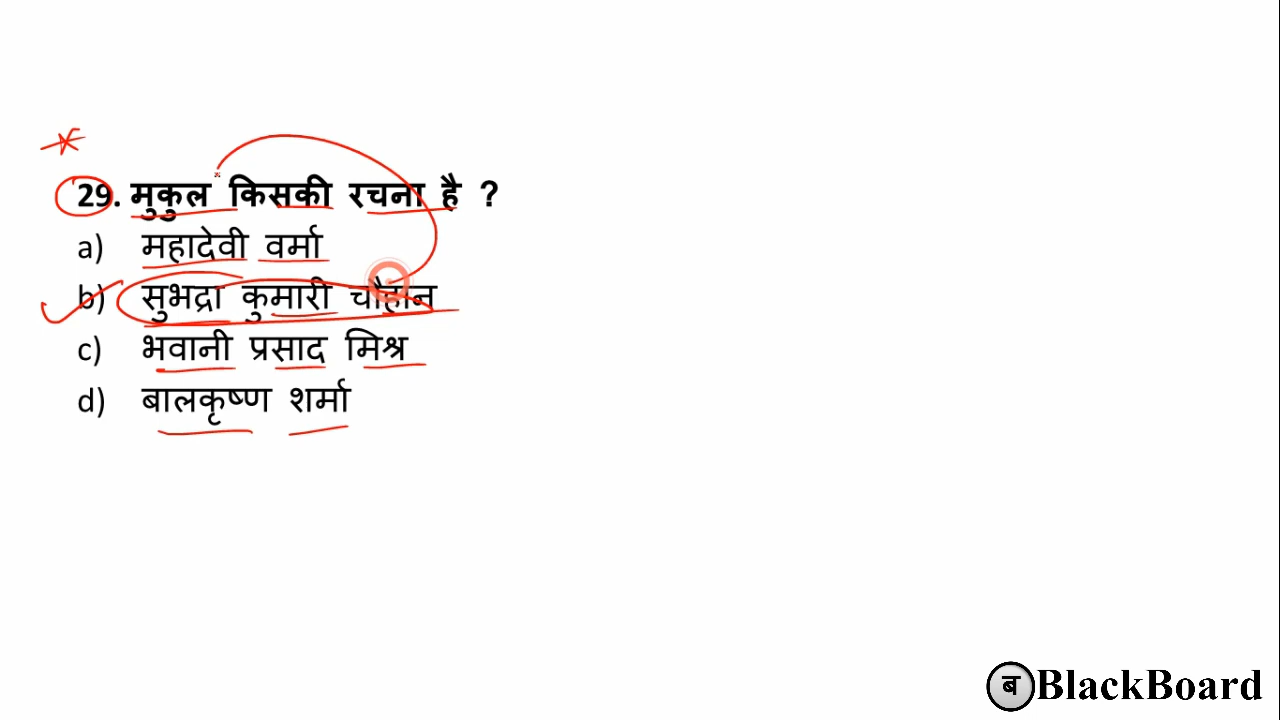 29. मुकुल किसकी रचना है ?
a) महादेवी वर्मा
b) सुभद्रा कुमारी चौहान
c) भवानी प्रसाद मिश्र
d) बालकृष्ण शर्मा
ब BlackBoard